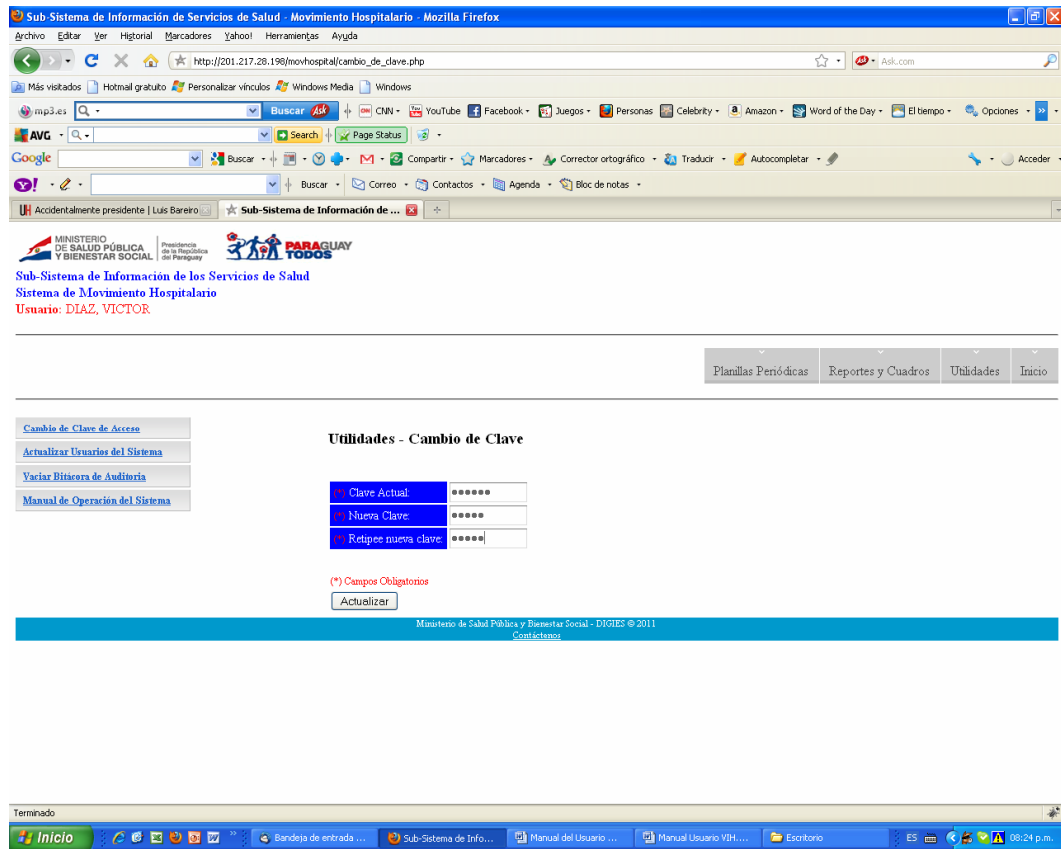 Sub-Sistema de Información de Servicios de Salud - Movimiento Hospitalario - Mozilla Firefox
Archivo Editar Ver Historial Marcadores Yahoo! Herramientas Ayuda
http://201.217.28.198/movhospital/cambio_de_clave.php Ask.com
Más visitados Hotmail gratuito Personalizar vínculos Windows Media Windows
mp3.es Buscar Ask CNN YouTube Facebook Juegos Personas Celebrity Amazon Word of the Day El tiempo Opciones
AVG Search Page Status
Google Buscar Compartir Marcadores Corrector ortográfico Traducir Autocompletar Acceder
Buscar Correo Contactos Agenda Bloc de notas
Accidentalmente presidente | Luis Bareiro Sub-Sistema de Información de ...
MINISTERIO DE SALUD PÚBLICA Y BIENESTAR SOCIAL
Presidencia de la República del Paraguay
PARAGUAY TODOS
Sub-Sistema de Información de los Servicios de Salud
Sistema de Movimiento Hospitalario
Usuario: DIAZ, VICTOR
Planillas Periódicas Reportes y Cuadros Utilidades Inicio
Cambio de Clave de Acceso
Actualizar Usuarios del Sistema
Vaciar Bitácora de Auditoria
Manual de Operación del Sistema
Utilidades - Cambio de Clave
(*) Clave Actual: ●●●●●●
(*) Nueva Clave: ●●●●●
(*) Retipee nueva clave: ●●●●●
(*) Campos Obligatorios
Actualizar
Ministerio de Salud Pública y Bienestar Social - DIGIES © 2011
Contáctenos
Terminado
Inicio Bandeja de entrada ... Sub-Sistema de Info... Manual del Usuario ... Manual Usuario VIH.... Escritorio ES 08:24 p.m.